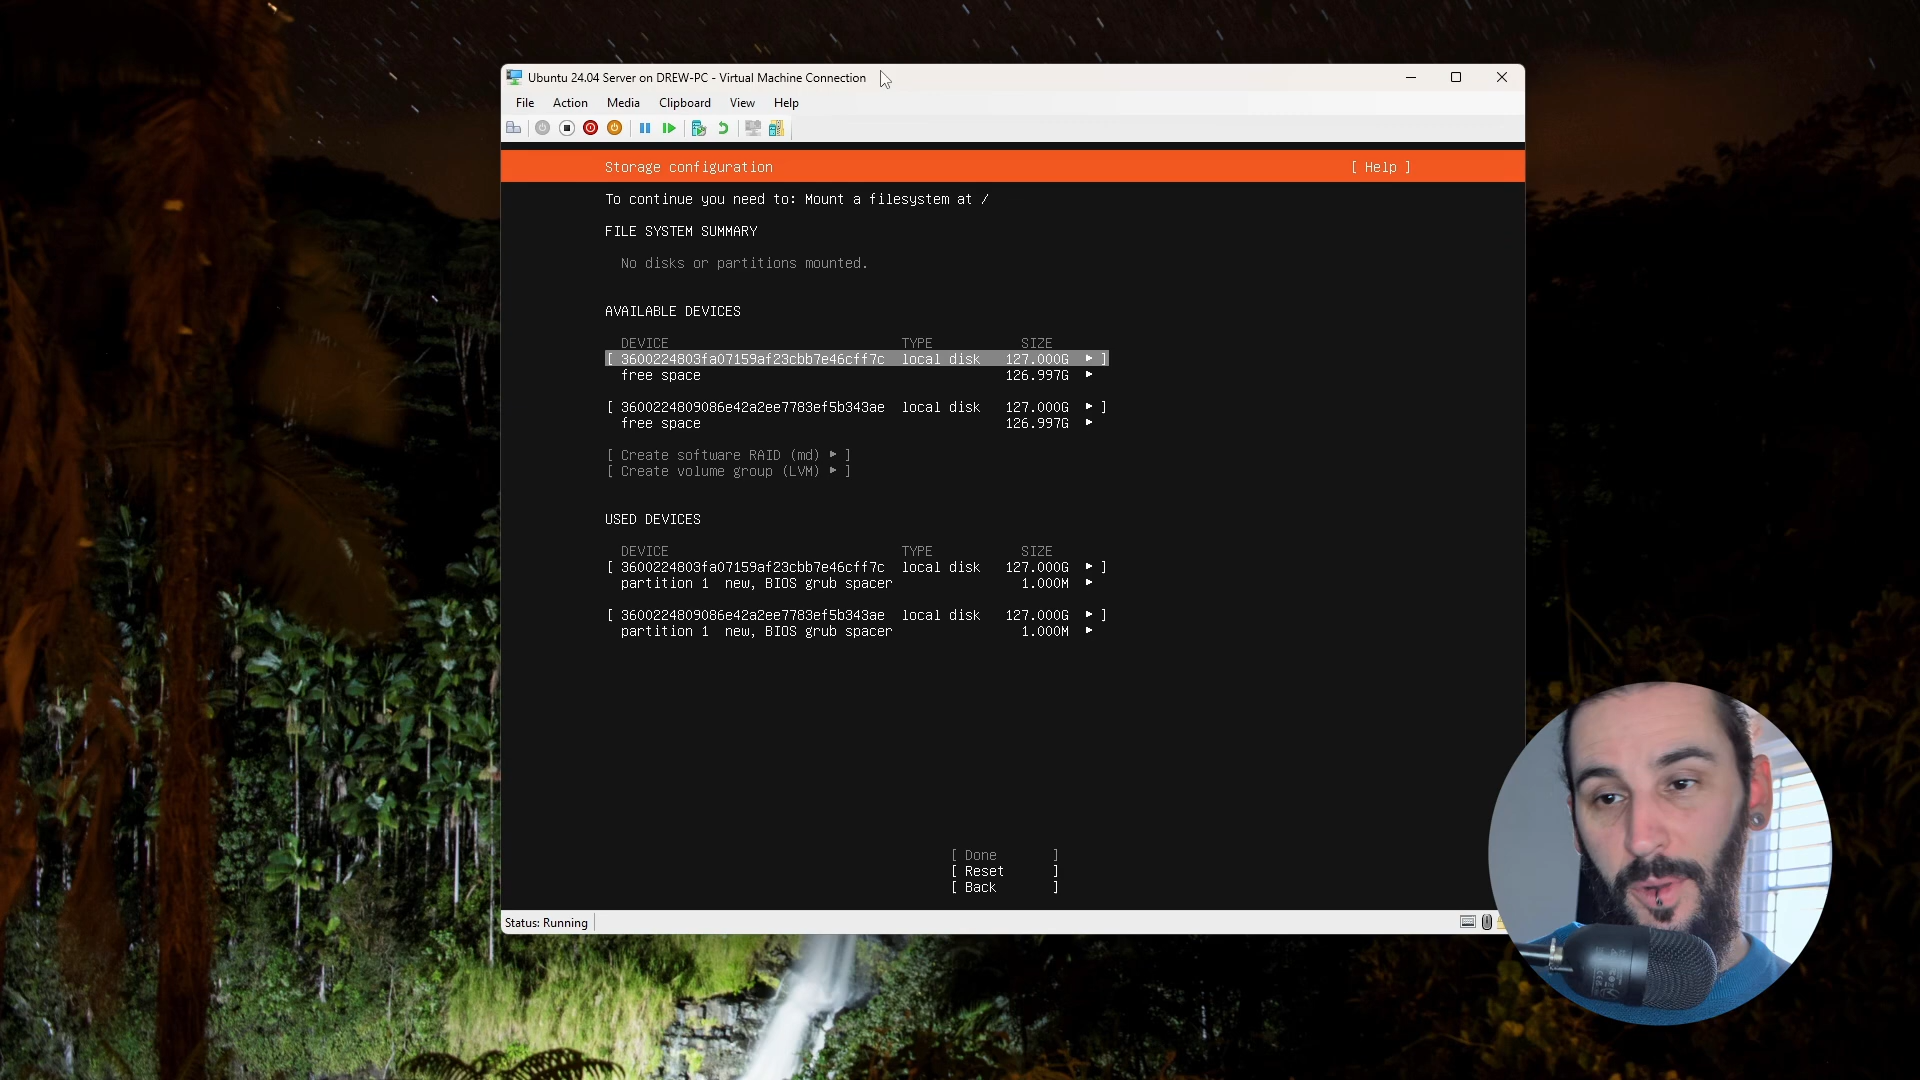 Ubuntu 24.04 Server on DREW-PC - Virtual Machine Connection
File Action Media Clipboard View Help
Storage configuration [ Help ]
To continue you need to: Mount a filesystem at /
FILE SYSTEM SUMMARY
No disks or partitions mounted.
AVAILABLE DEVICES
DEVICE TYPE SIZE
[ 3600224803fa07159af23cbb7e46cff7c local disk 127.000G ▸ ]
free space 126.997G ▸
[ 3600224809086e42a2ee7783ef5b343ae local disk 127.000G ▸ ]
free space 126.997G ▸
[ Create software RAID (md) ▸ ]
[ Create volume group (LVM) ▸ ]
USED DEVICES
DEVICE TYPE SIZE
[ 3600224803fa07159af23cbb7e46cff7c local disk 127.000G ▸ ]
partition 1 new, BIOS grub spacer 1.000M ▸
[ 3600224809086e42a2ee7783ef5b343ae local disk 127.000G ▸ ]
partition 1 new, BIOS grub spacer 1.000M ▸
[ Done ]
[ Reset ]
[ Back ]
Status: Running